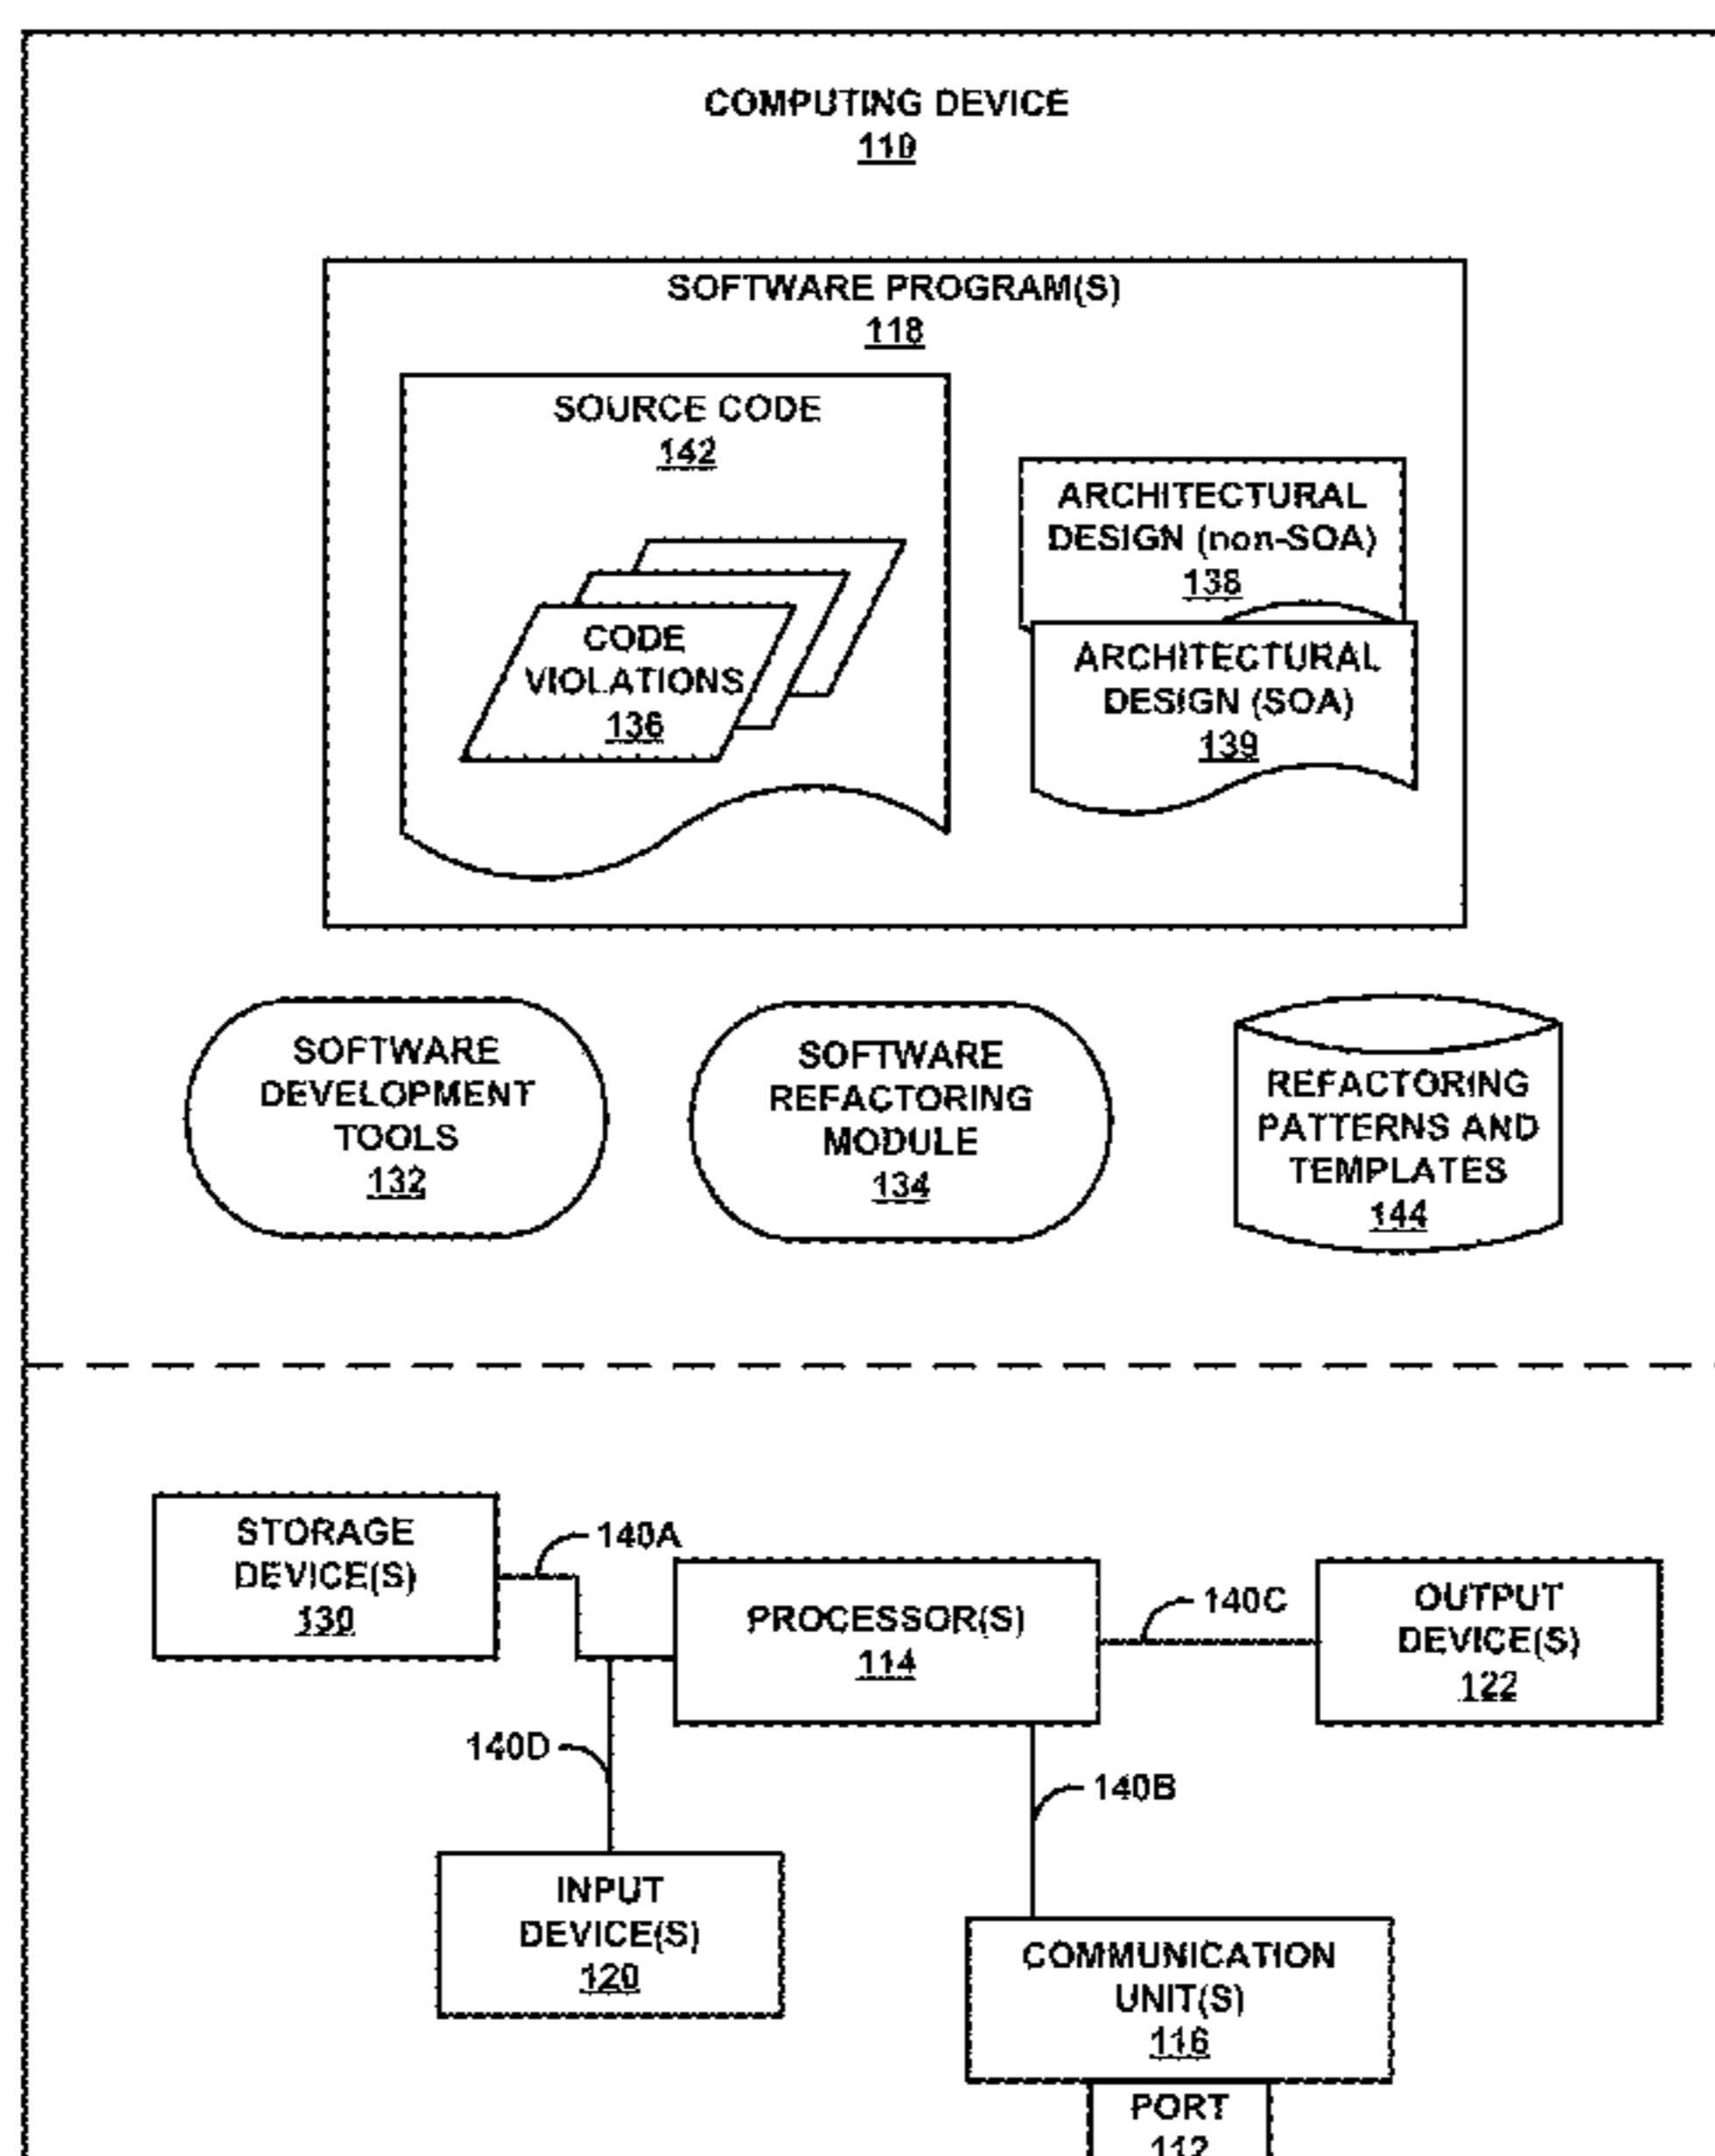 COMPUTING DEVICE
110
SOFTWARE PROGRAM(S)
118
SOURCE CODE
142
CODE
VIOLATIONS
136
ARCHITECTURAL
DESIGN (non-SOA)
138
ARCHITECTURAL
DESIGN (SOA)
139
SOFTWARE
DEVELOPMENT
TOOLS
132
SOFTWARE
REFACTORING
MODULE
134
REFACTORING
PATTERNS AND
TEMPLATES
144
STORAGE
DEVICE(S)
130
140A
PROCESSOR(S)
114
140C
OUTPUT
DEVICE(S)
122
140D
140B
INPUT
DEVICE(S)
120
COMMUNICATION
UNIT(S)
116
PORT
112